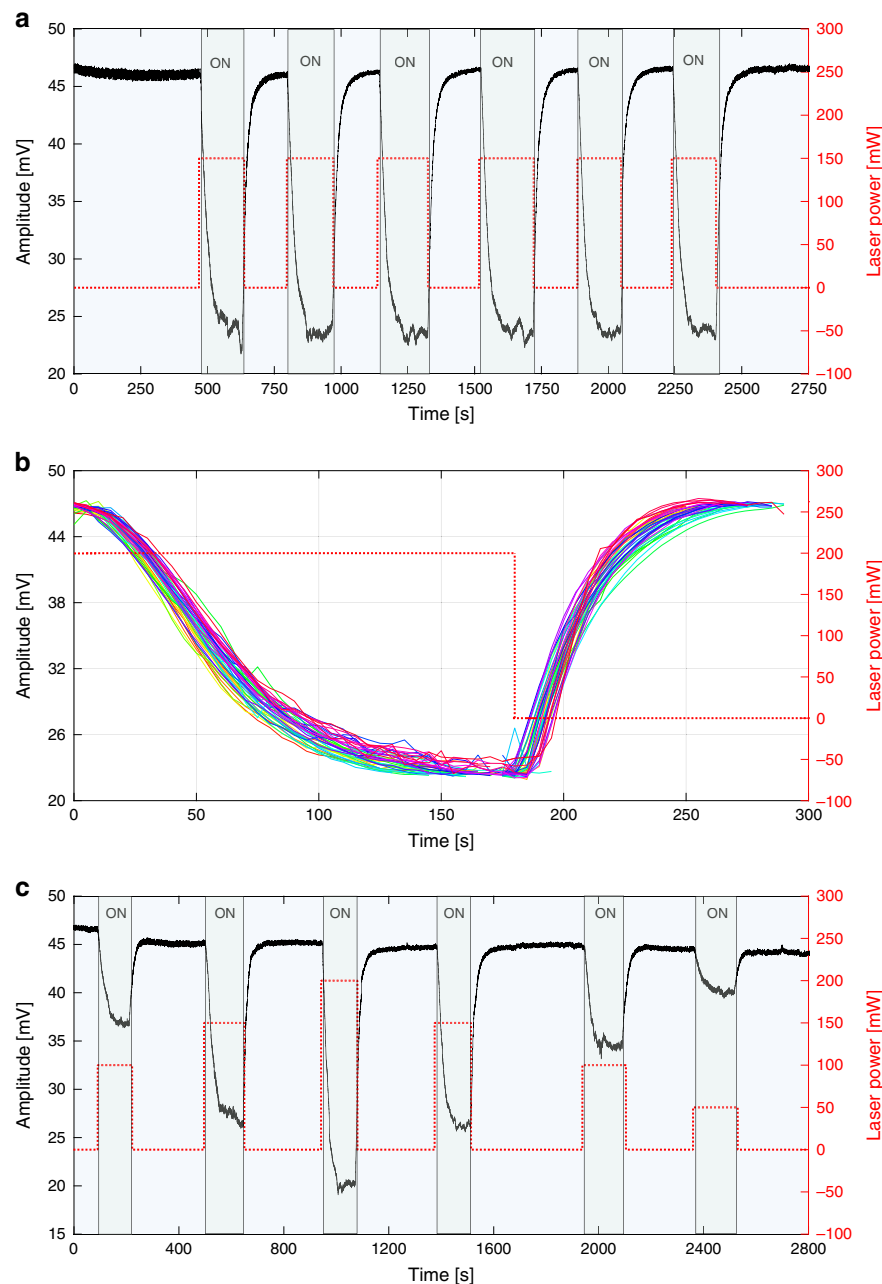 a
50
45
40
35
30
25
20
Amplitude [mV]
ON ON ON ON ON ON
300
250
200
150
100
50
0
−50
−100
Laser power [mW]
0 250 500 750 1000 1250 1500 1750 2000 2250 2500 2750
Time [s]
b
50
44
38
32
26
20
Amplitude [mV]
300
250
200
150
100
50
0
−50
−100
Laser power [mW]
0 50 100 150 200 250 300
Time [s]
c
50
45
40
35
30
25
20
15
Amplitude [mV]
ON ON ON ON ON ON
300
250
200
150
100
50
0
−50
−100
Laser power [mW]
0 400 800 1200 1600 2000 2400 2800
Time [s]